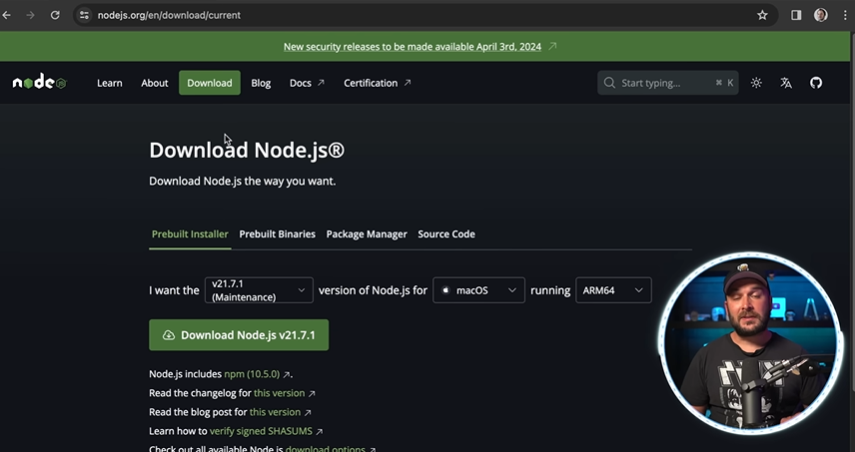 nodejs.org/en/download/current
New security releases to be made available April 3rd, 2024
node JS
Learn About Download Blog Docs Certification Start typing... ⌘ K
Download Node.js®
Download Node.js the way you want.
Prebuilt Installer Prebuilt Binaries Package Manager Source Code
I want the v21.7.1 (Maintenance) version of Node.js for macOS running ARM64
Download Node.js v21.7.1
Node.js includes npm (10.5.0) .
Read the changelog for this version
Read the blog post for this version
Learn how to verify signed SHASUMS
Check out all available Node.js download options